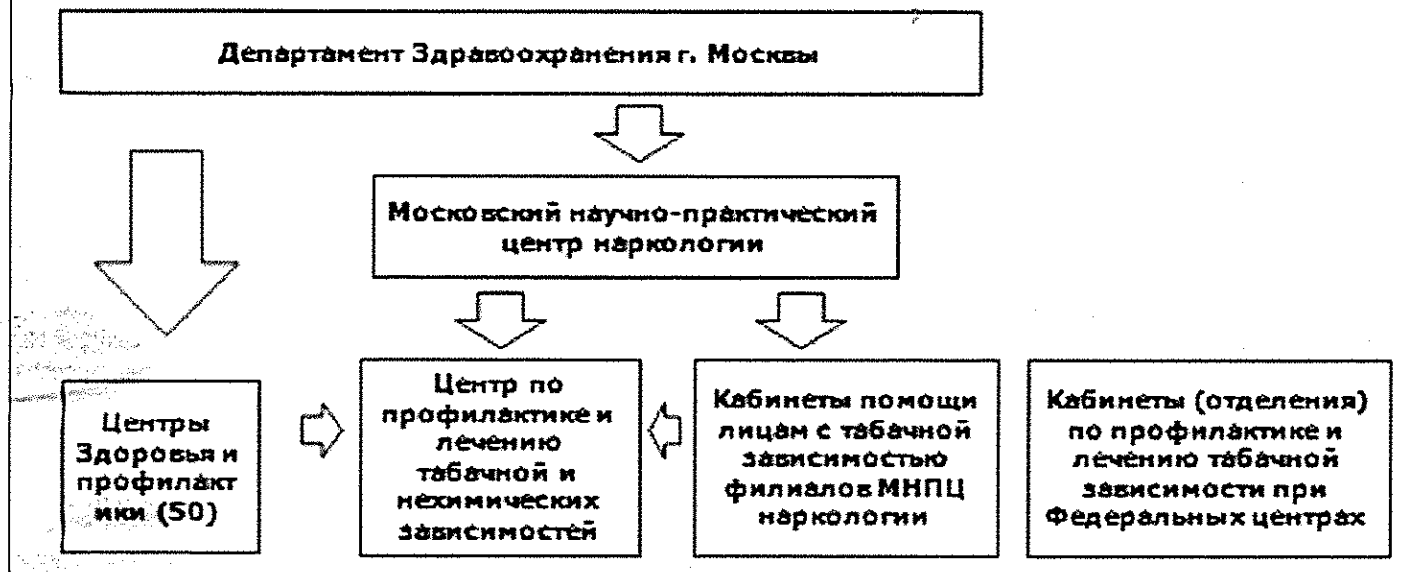 Департамент Здравоохранения г. Москвы
Московский научно-практический
центр наркологии
Центры
Здоровья и
профилакт
ики (50)
Центр по
профилактике и
лечению
табачной и
нехимических
зависимостей
Кабинеты помощи
лицам с табачной
зависимостью
филиалов МНПЦ
наркологии
Кабинеты (отделения)
по профилактике и
лечению табачной
зависимости при
Федеральных центрах